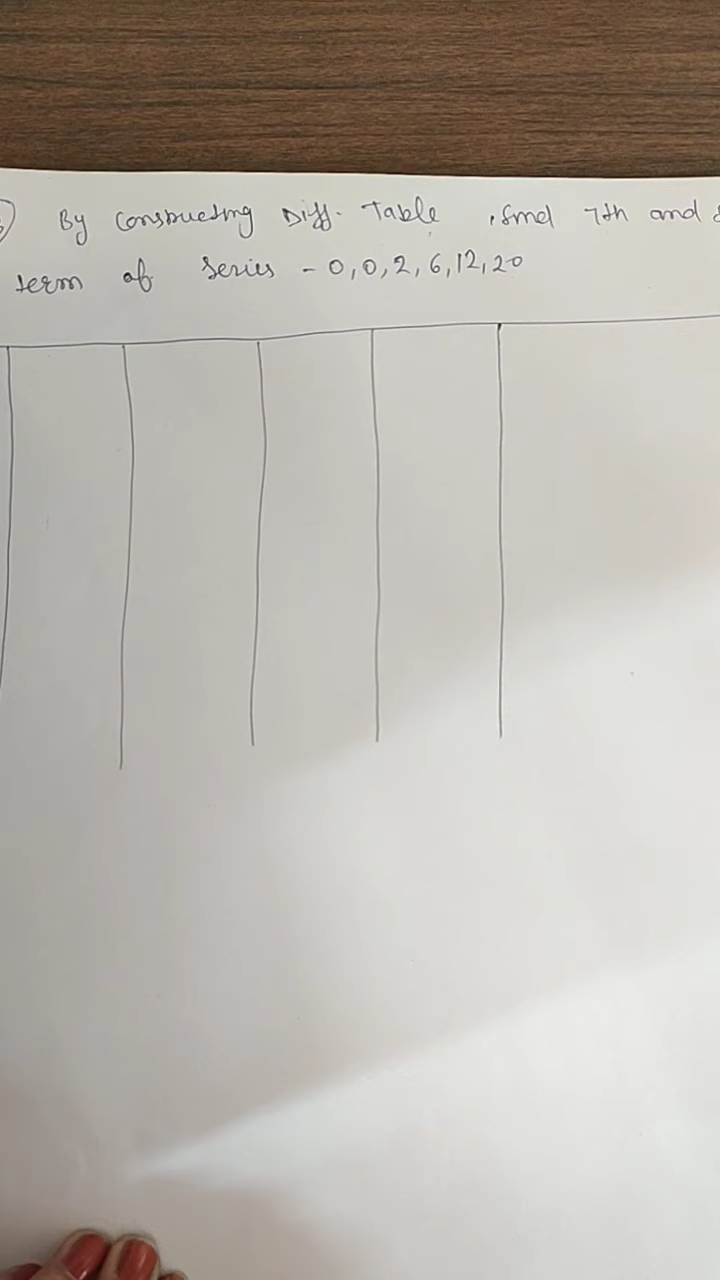 By Constructing Diff. Table , find 7th and
term of Series - 0,0,2,6,12,20